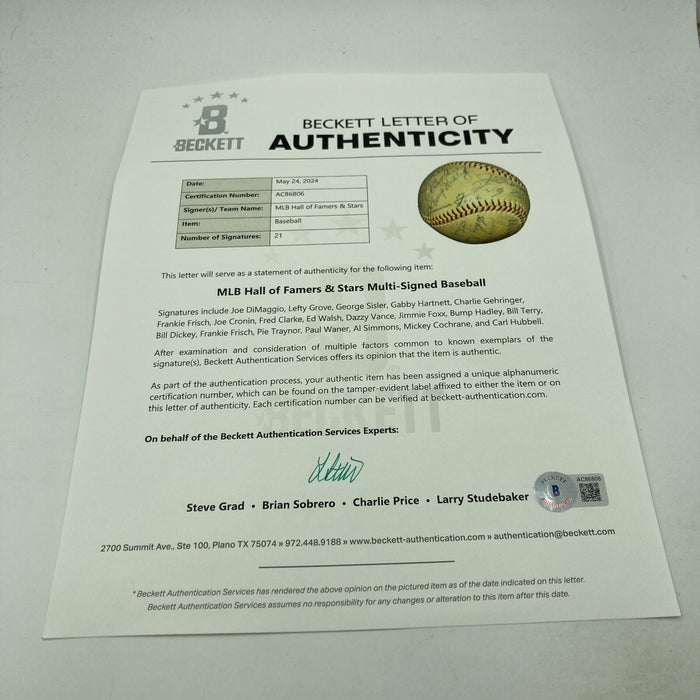 B
BECKETT
BECKETT LETTER OF
AUTHENTICITY
Date: May 24, 2024
Certification Number: AC86806
Signer(s)/ Team Name: MLB Hall of Famers & Stars
Item: Baseball
Number of Signatures: 21
This letter will serve as a statement of authenticity for the following item:
MLB Hall of Famers & Stars Multi-Signed Baseball
Signatures include Joe DiMaggio, Lefty Grove, George Sisler, Gabby Hartnett, Charlie Gehringer,
Frankie Frisch, Joe Cronin, Fred Clarke, Ed Walsh, Dazzy Vance, Jimmie Foxx, Bump Hadley, Bill Terry,
Bill Dickey, Frankie Frisch, Pie Traynor, Paul Waner, Al Simmons, Mickey Cochrane, and Carl Hubbell.
After examination and consideration of multiple factors common to known exemplars of the
signature(s), Beckett Authentication Services offers its opinion that the item is authentic.
As part of the authentication process, your authentic item has been assigned a unique alphanumeric
certification number, which can be found on the tamper-evident label affixed to either the item or on
this letter of authenticity. Each certification number can be verified at beckett-authentication.com.
On behalf of the Beckett Authentication Services Experts:
Steve Grad • Brian Sobrero • Charlie Price • Larry Studebaker
BECKETT
B
AC86806
2700 Summit Ave., Ste 100, Plano TX 75074 » 972.448.9188 » www.beckett-authentication.com » authentication@beckett.com
*Beckett Authentication Services has rendered the above opinion on the pictured item as of the date indicated on this letter.
Beckett Authentication Services assumes no responsibility for any changes or alteration to this item after this date.